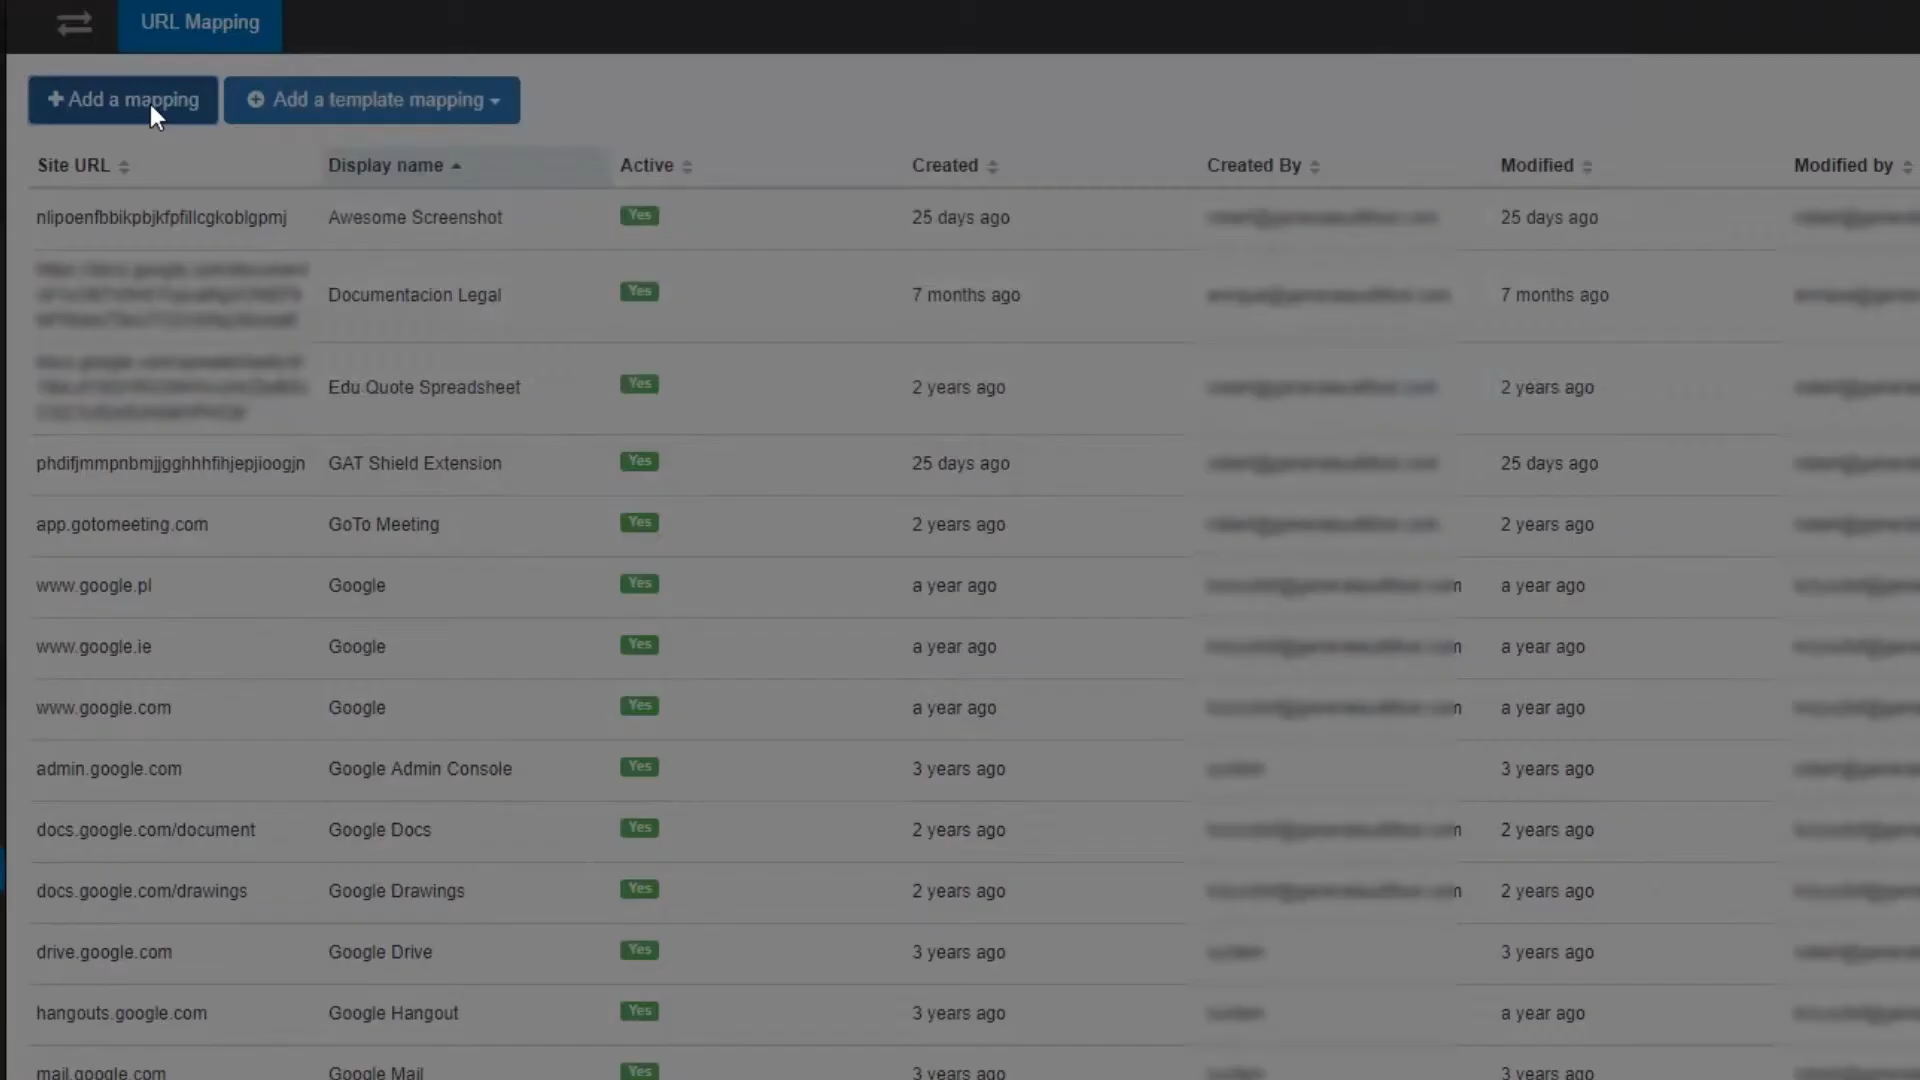 URL Mapping
Add a mapping
Add a template mapping
Site URL Display name Active Created Created By Modified Modified by
nlipoenfbbikpbjkfpfillcgkoblgpmj Awesome Screenshot Yes 25 days ago 25 days ago
Documentacion Legal Yes 7 months ago 7 months ago
Edu Quote Spreadsheet Yes 2 years ago 2 years ago
phdifjmmpnbmjjgghhhfihjepjioogjn GAT Shield Extension Yes 25 days ago 25 days ago
app.gotomeeting.com GoTo Meeting Yes 2 years ago 2 years ago
www.google.pl Google Yes a year ago a year ago
www.google.ie Google Yes a year ago a year ago
www.google.com Google Yes a year ago a year ago
admin.google.com Google Admin Console Yes 3 years ago 3 years ago
docs.google.com/document Google Docs Yes 2 years ago 2 years ago
docs.google.com/drawings Google Drawings Yes 2 years ago 2 years ago
drive.google.com Google Drive Yes 3 years ago 3 years ago
hangouts.google.com Google Hangout Yes 3 years ago a year ago
mail.google.com Google Mail Yes 3 years ago 3 years ago